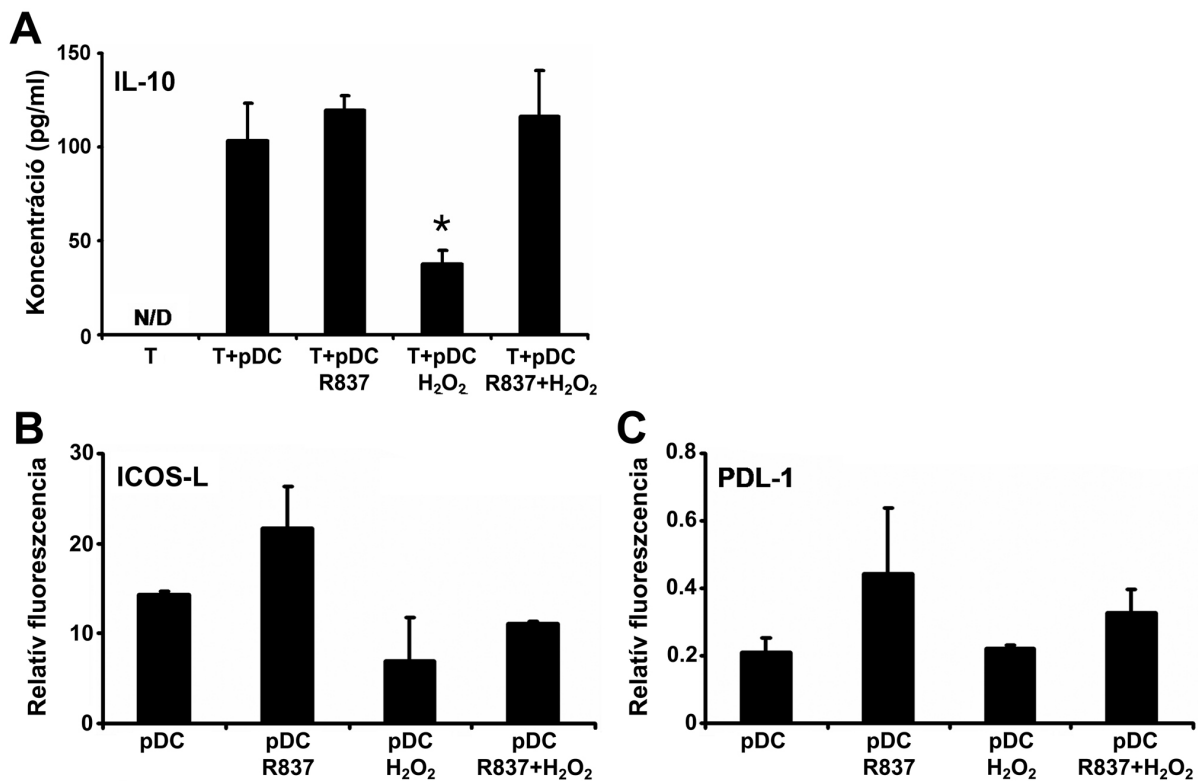 A
IL-10
Koncentráció (pg/ml)
150
100
50
0
N/D
T T+pDC T+pDC T+pDC T+pDC
R837 H₂O₂ R837+H₂O₂
*
B
ICOS-L
Relatív fluoreszcencia
30
20
10
0
pDC pDC pDC pDC
R837 H₂O₂ R837+H₂O₂
C
PDL-1
Relatív fluoreszcencia
0.8
0.6
0.4
0.2
0
pDC pDC pDC pDC
R837 H₂O₂ R837+H₂O₂